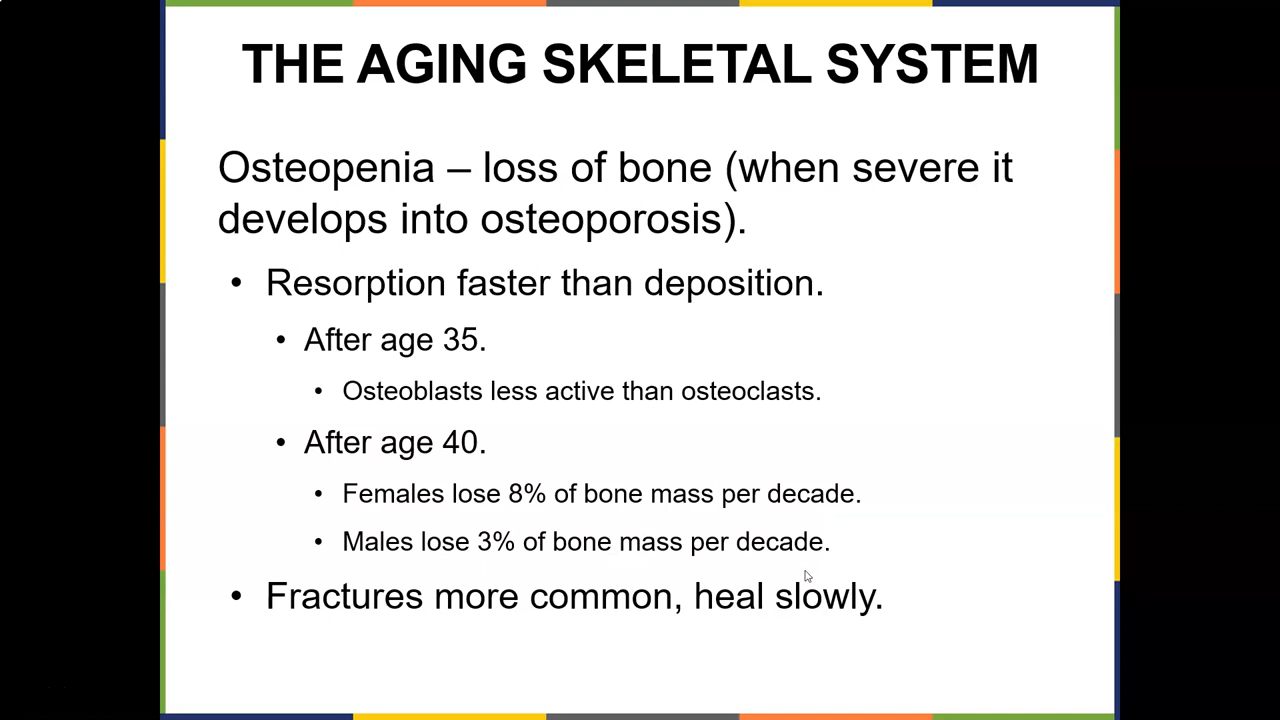 THE AGING SKELETAL SYSTEM
Osteopenia – loss of bone (when severe it
develops into osteoporosis).
• Resorption faster than deposition.
• After age 35.
• Osteoblasts less active than osteoclasts.
• After age 40.
• Females lose 8% of bone mass per decade.
• Males lose 3% of bone mass per decade.
• Fractures more common, heal slowly.